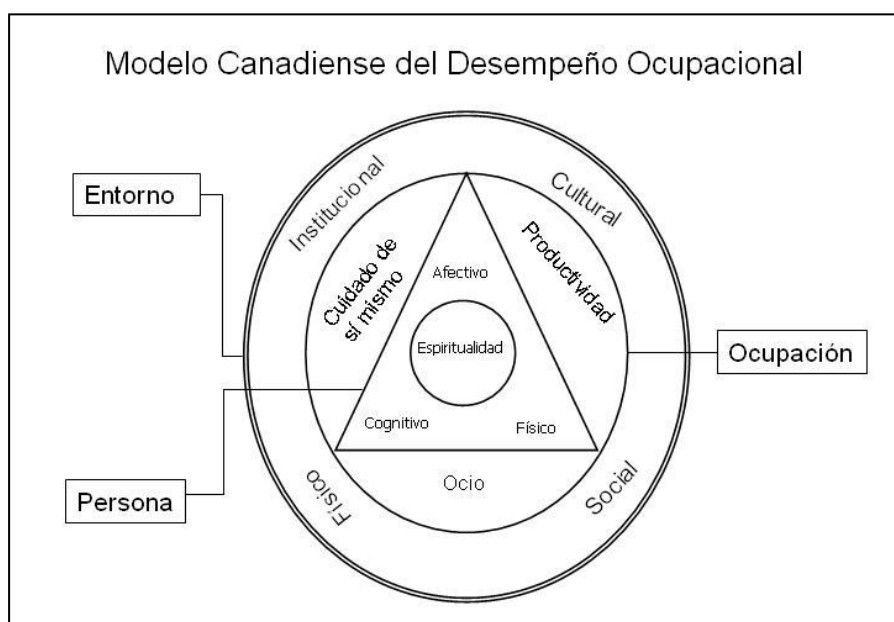 Modelo Canadiense del Desempeño Ocupacional
Entorno
Institucional
Cultural
Cuidado de
sí mismo
Productividad
Afectivo
Espiritualidad
Ocupación
Cognitivo
Físico
Persona
Físico
Ocio
Social